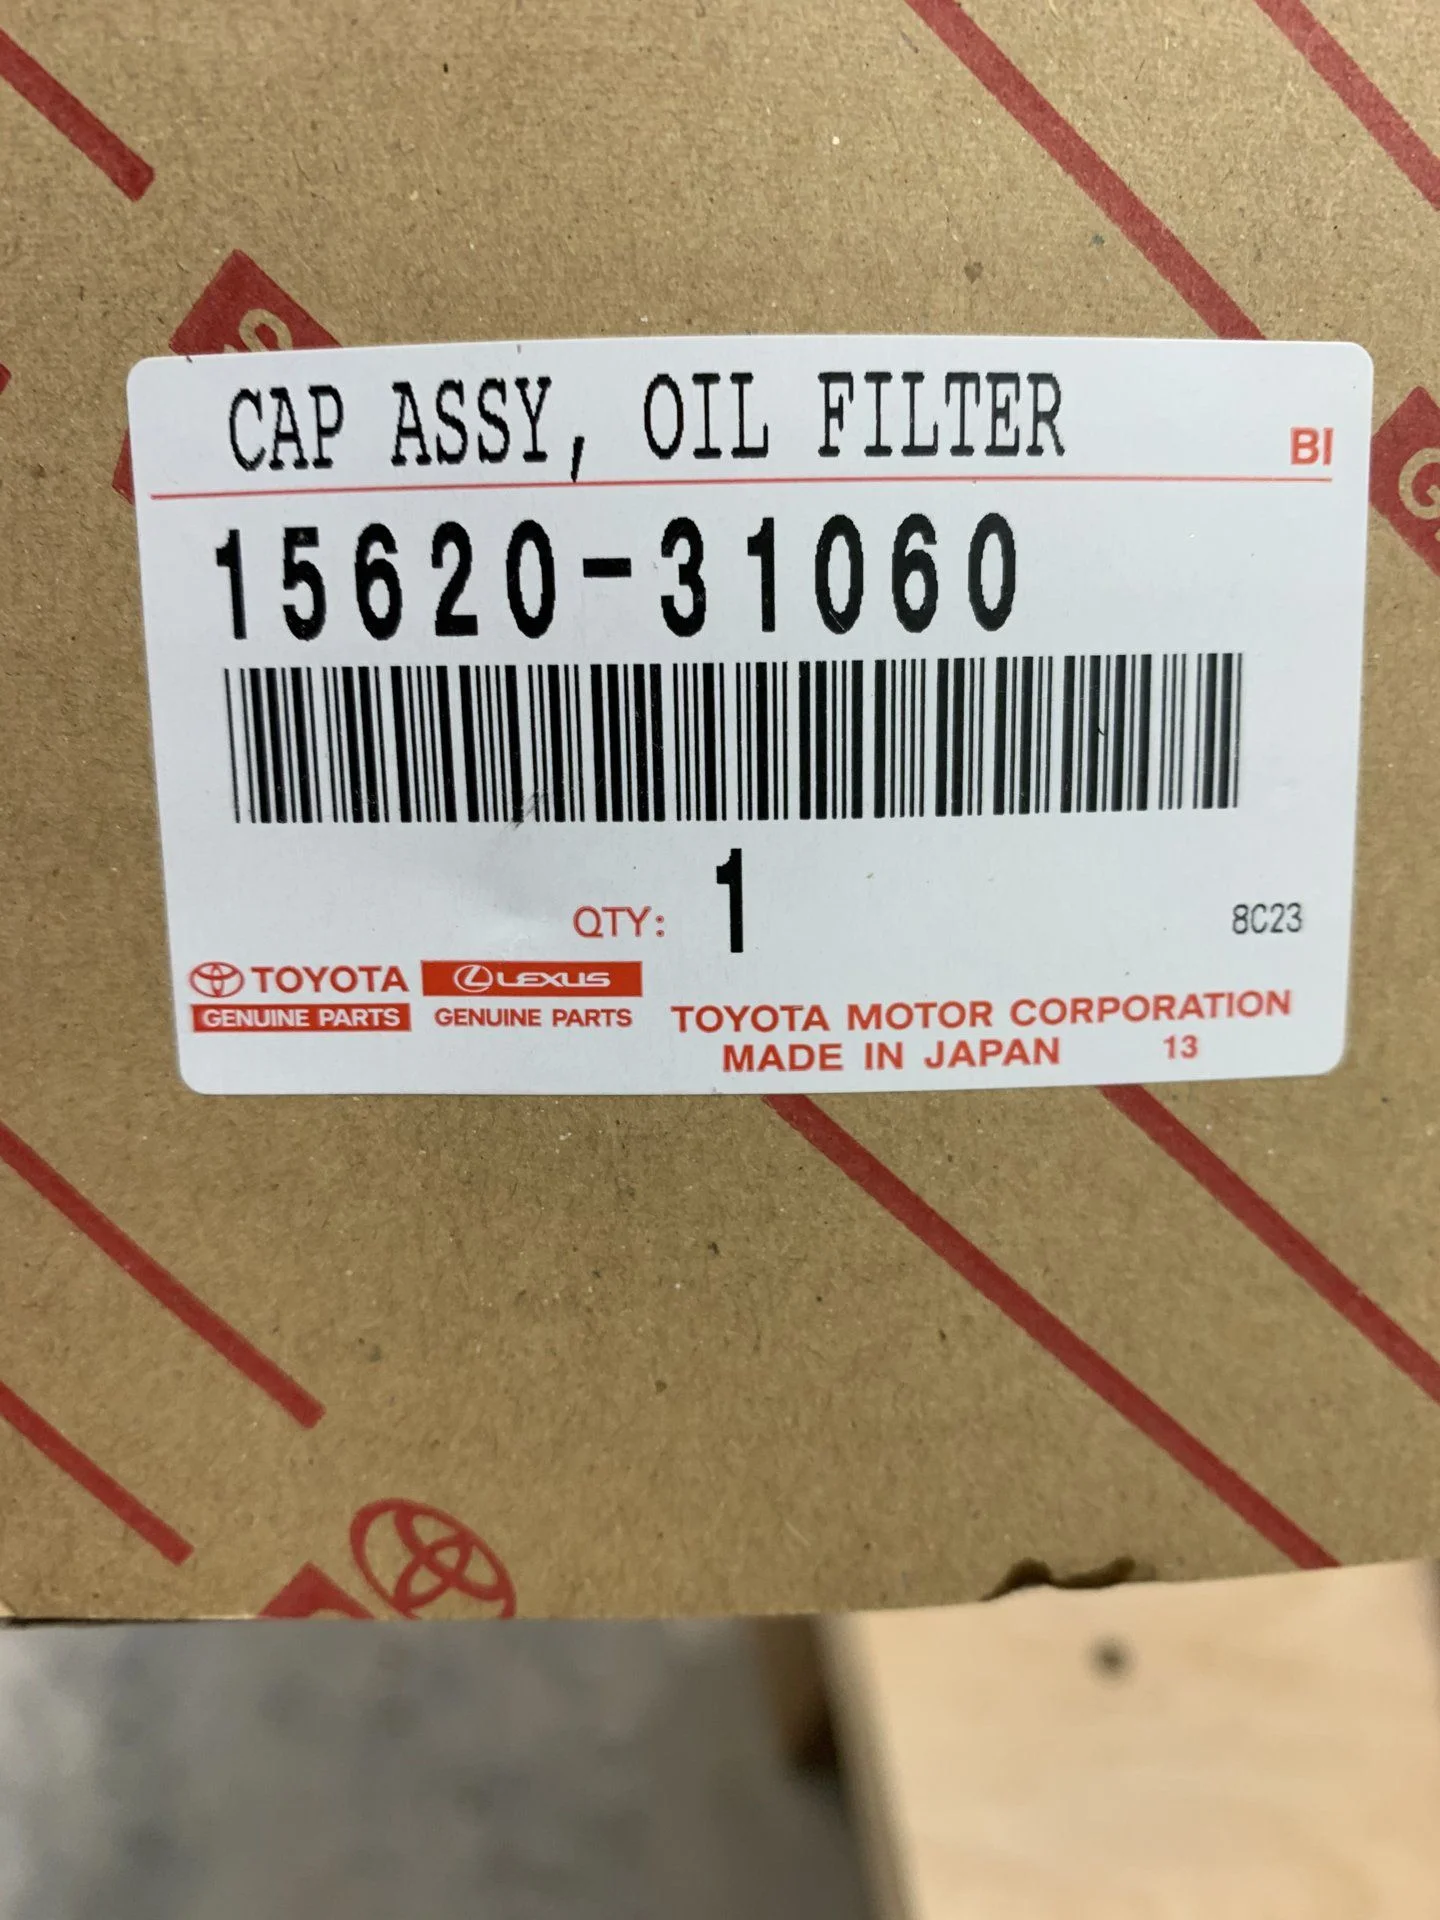 CAP ASSY, OIL FILTER
BI
15620-31060
QTY: 1
8C23
TOYOTA
GENUINE PARTS
LEXUS
GENUINE PARTS
TOYOTA MOTOR CORPORATION
MADE IN JAPAN 13